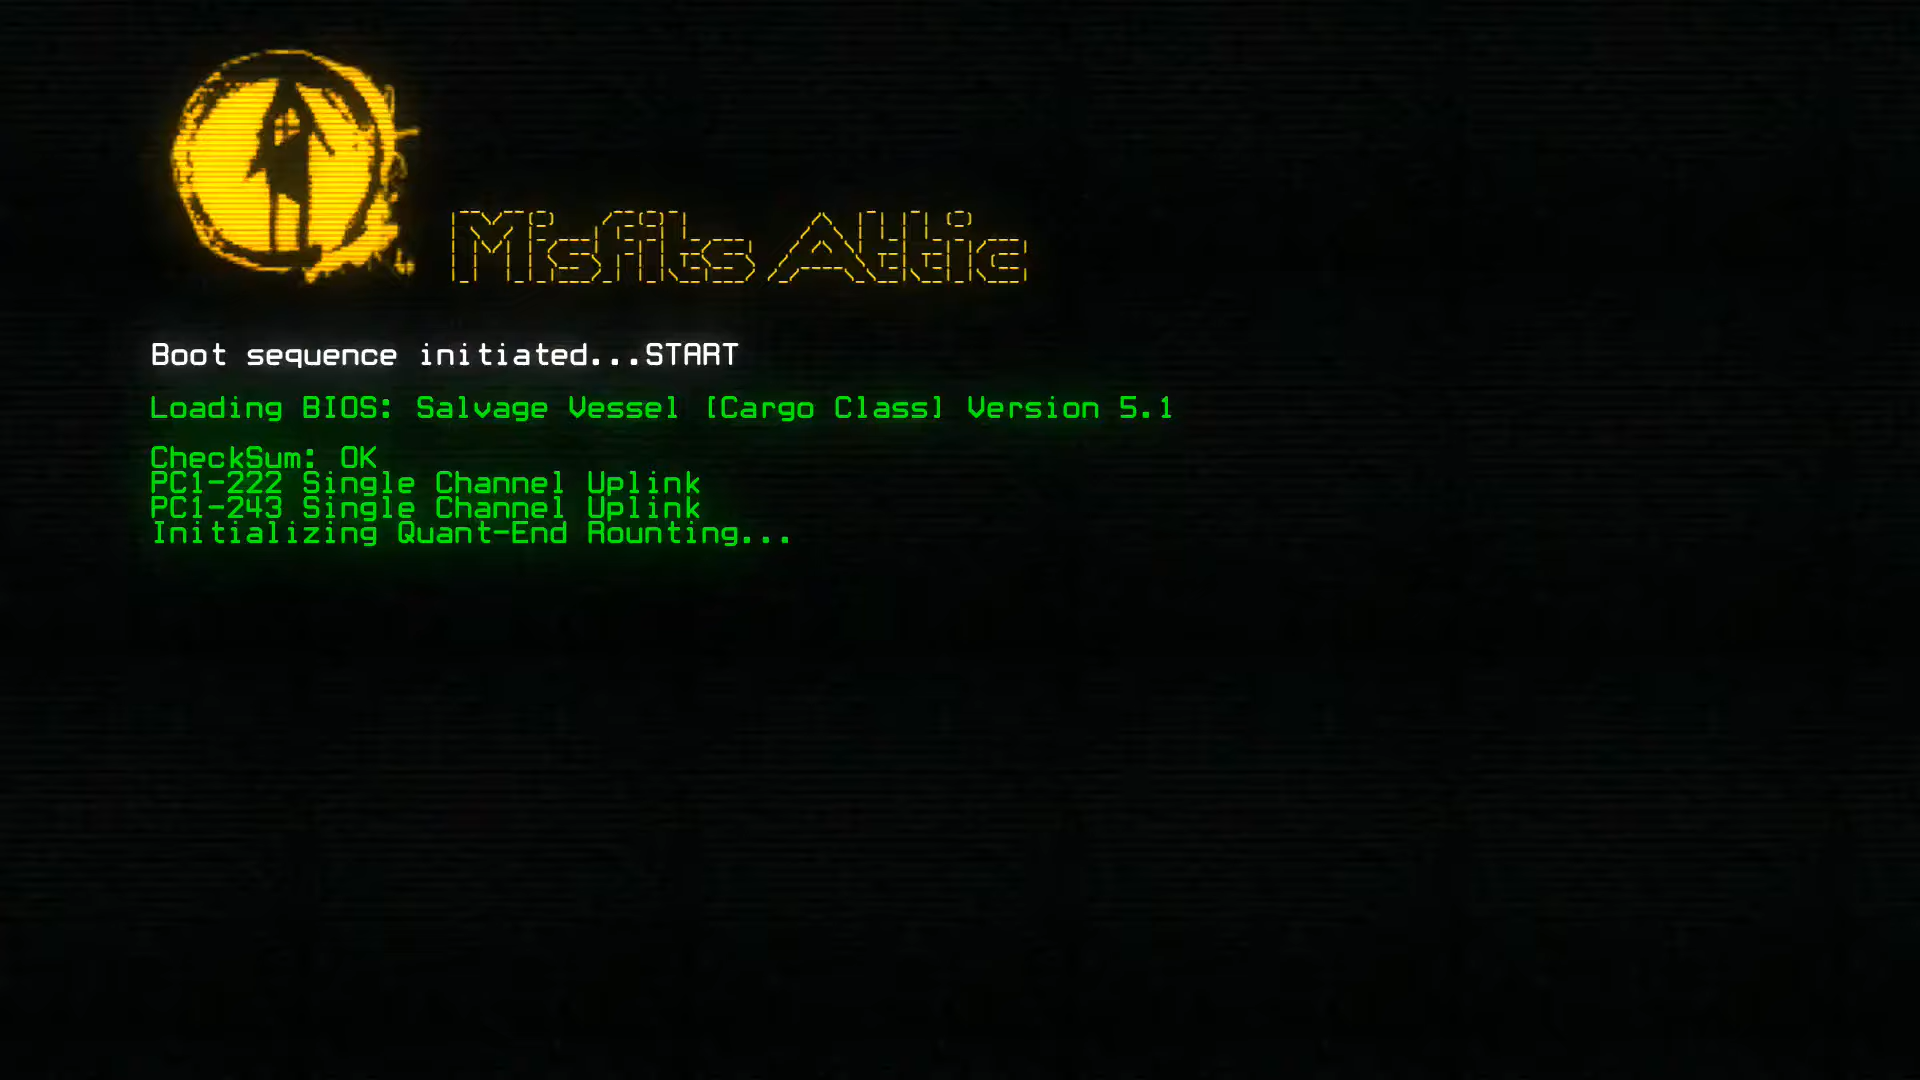 Misfits Attic
Boot sequence initiated...START
Loading BIOS: Salvage Vessel [Cargo Class] Version 5.1
CheckSum: OK
PC1-222 Single Channel Uplink
PC1-243 Single Channel Uplink
Initializing Quant-End Rounting...